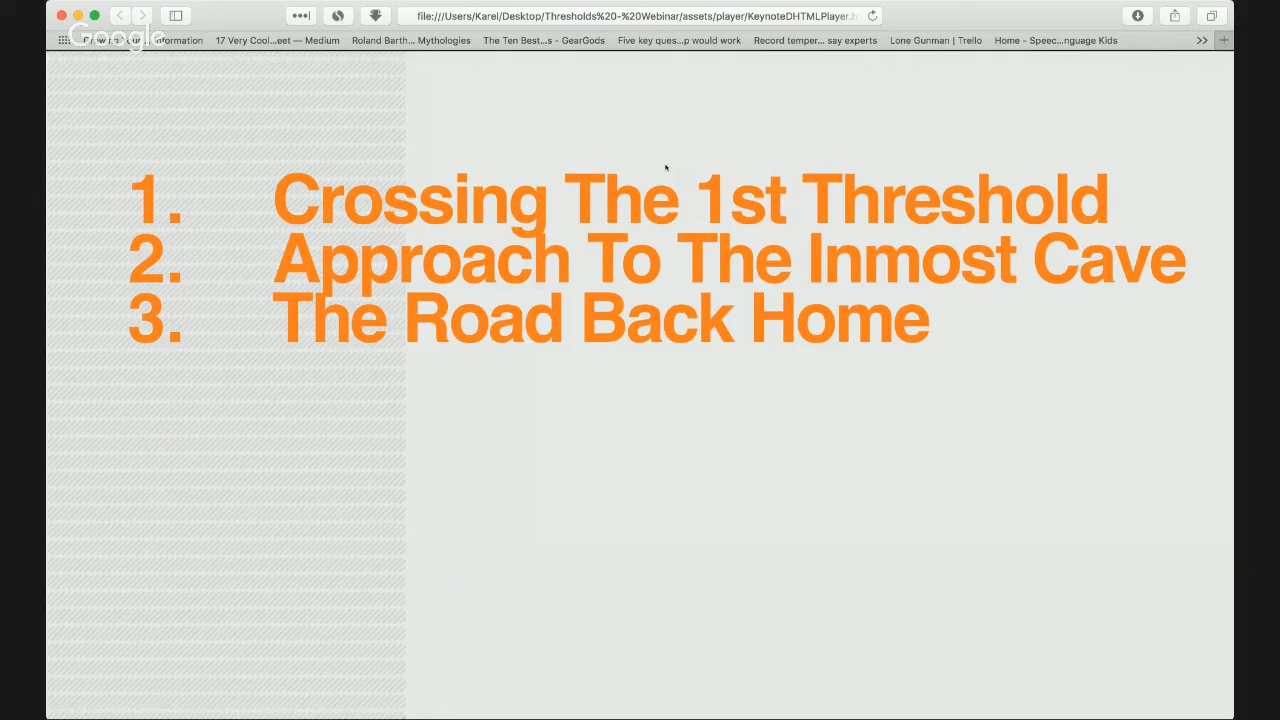 file:///Users/Karel/Desktop/Thresholds%20-%20Webinar/assets/player/KeynoteDHTMLPlayer.h
Google
17 Very Cool...eet — Medium
Roland Barth... Mythologies
The Ten Best...s - GearGods
Five key ques...p would work
Record temper... say experts
Lone Gunman | Trello
Home - Speec...nguage Kids
1. Crossing The 1st Threshold
2. Approach To The Inmost Cave
3. The Road Back Home